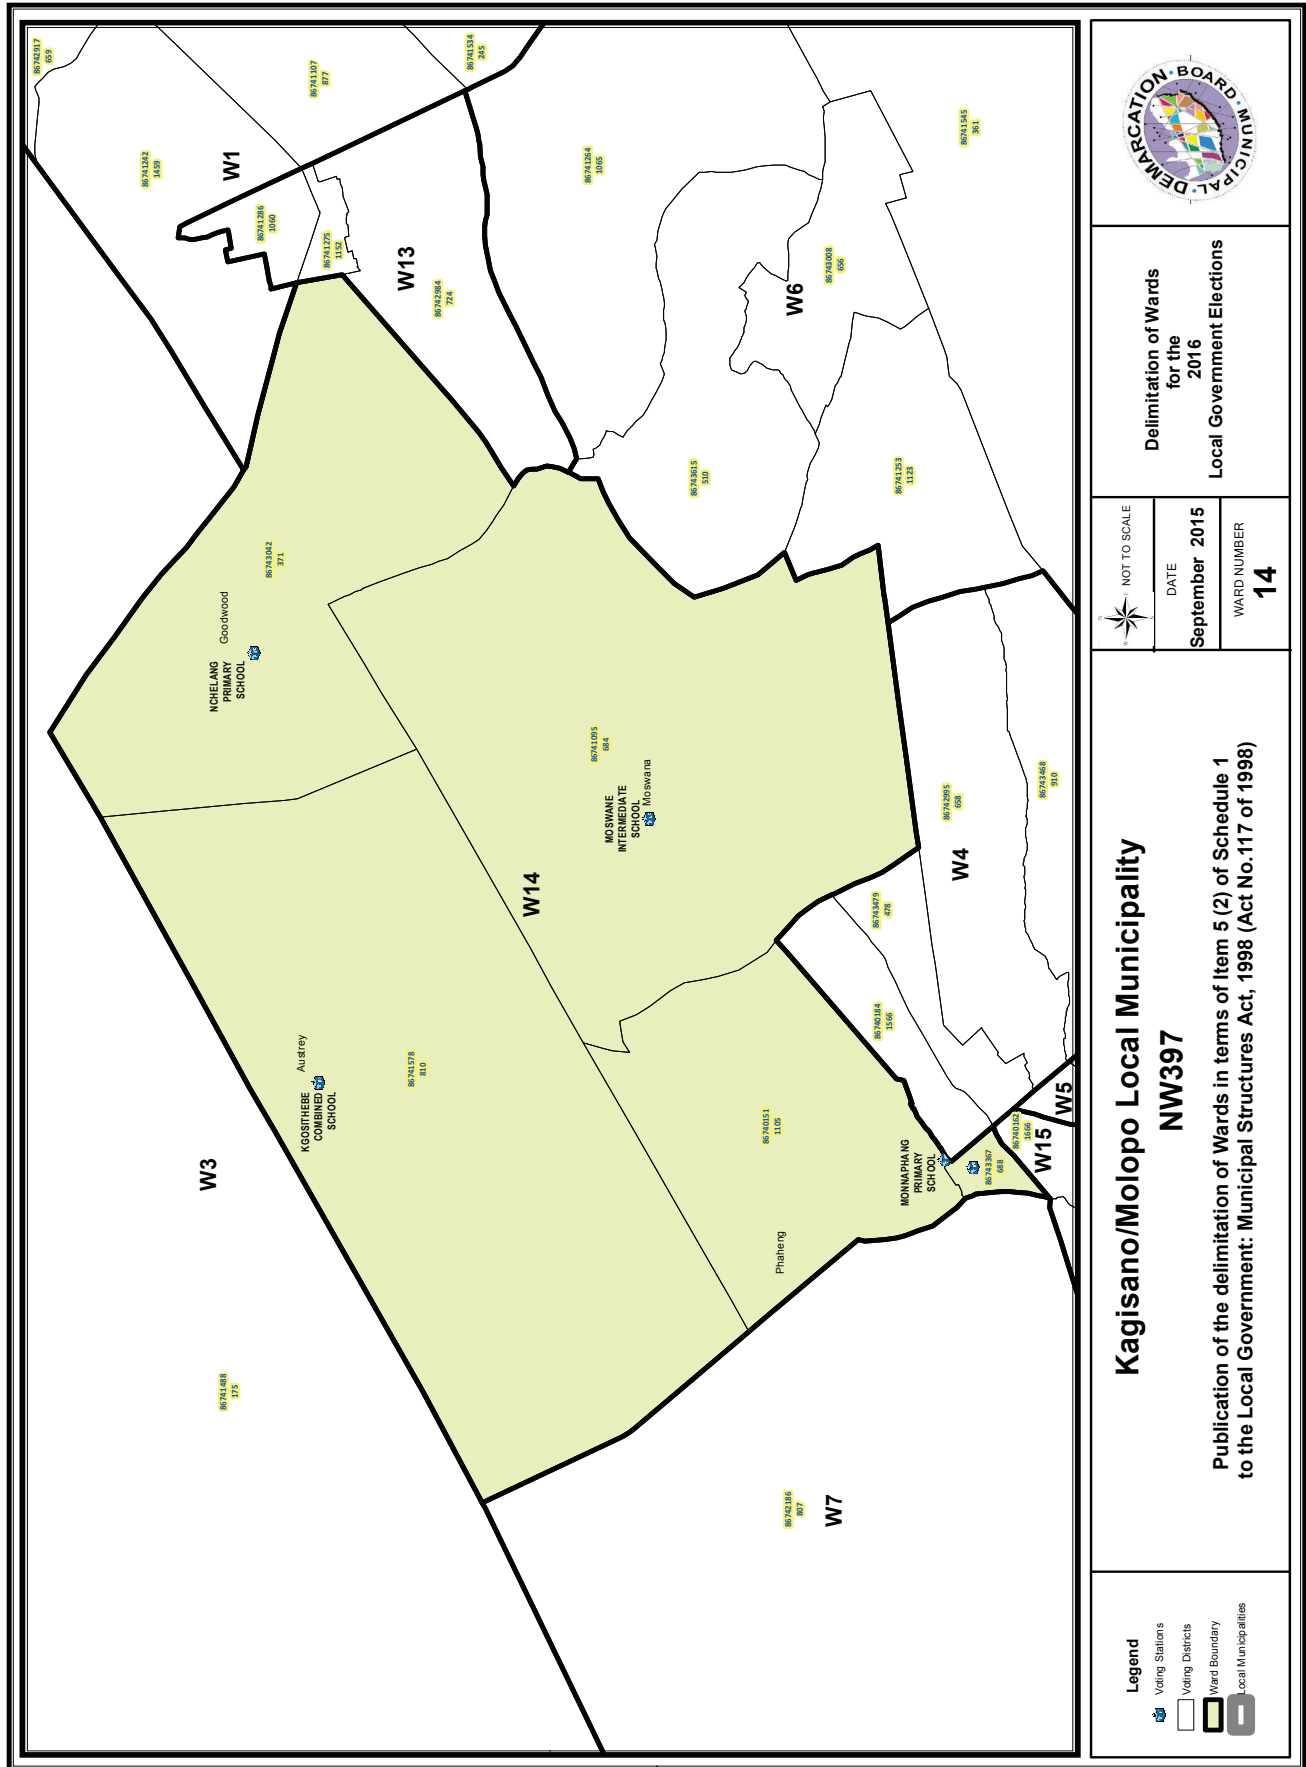 W3
86741488
175
KGOSITHEBE
COMBINED
SCHOOL
Austrey
86741578
810
NCHELANG
PRIMARY
SCHOOL
Goodwood
86743042
371
86742917
659
86741242
1459
W1
86741107
877
86741534
245
86741286
1060
86741275
1152
W13
86742984
724
86741264
1065
W6
86743008
656
86741545
361
86743615
510
86741253
1123
W14
86741095
684
MOSWANE
INTERMEDIATE
SCHOOL
Moswana
W7
86742186
807
Phaheng
86740151
1105
MONNAPHANG
PRIMARY
SCHOOL
86743367
688
86740162
1666
W15
W5
86740184
1566
86743479
478
W4
86742995
658
86743468
910
Legend
Voting Stations
Voting Districts
Ward Boundary
Local Municipalities
Kagisano/Molopo Local Municipality
NW397
Publication of the delimitation of Wards in terms of Item 5 (2) of Schedule 1
to the Local Government: Municipal Structures Act, 1998 (Act No.117 of 1998)
NOT TO SCALE
DATE
September 2015
WARD NUMBER
14
Delimitation of Wards
for the
2016
Local Government Elections
MUNICIPAL • DEMARCATION • BOARD •